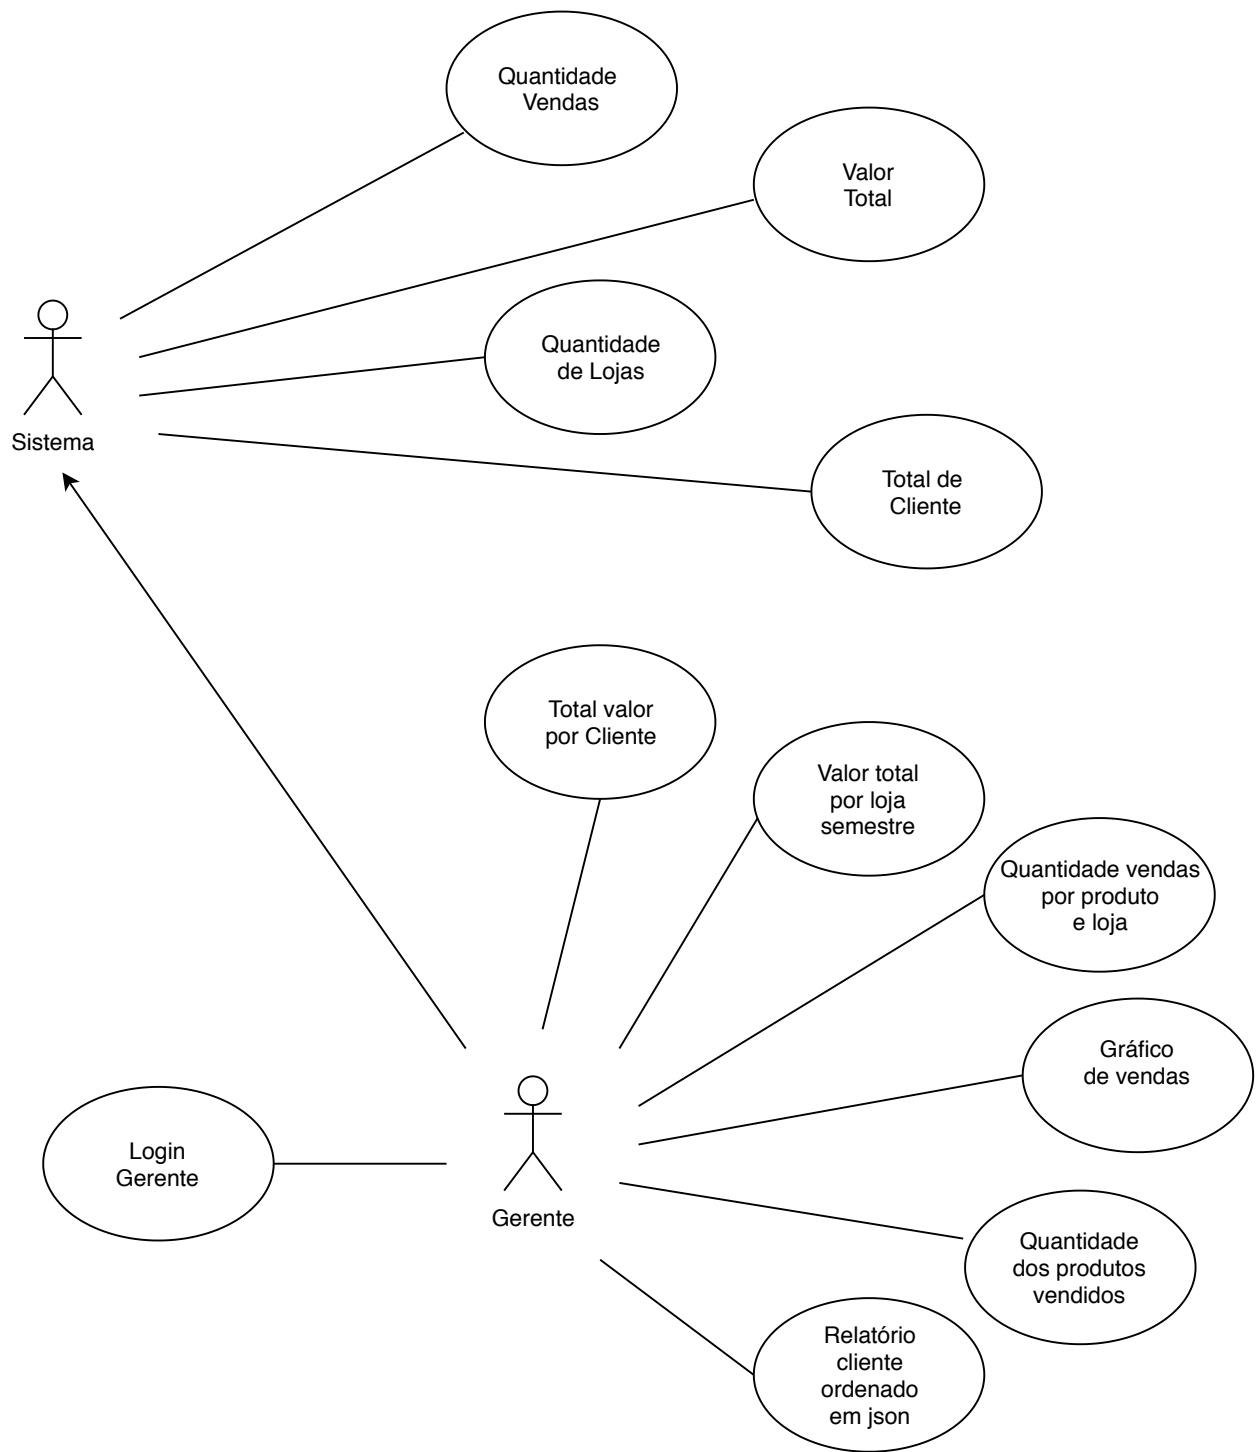 Quantidade
Vendas
Valor
Total
Quantidade
de Lojas
Sistema
Total de
Cliente
Total valor
por Cliente
Valor total
por loja
semestre
Quantidade vendas
por produto
e loja
Gráfico
de vendas
Login
Gerente
Gerente
Quantidade
dos produtos
vendidos
Relatório
cliente
ordenado
em json